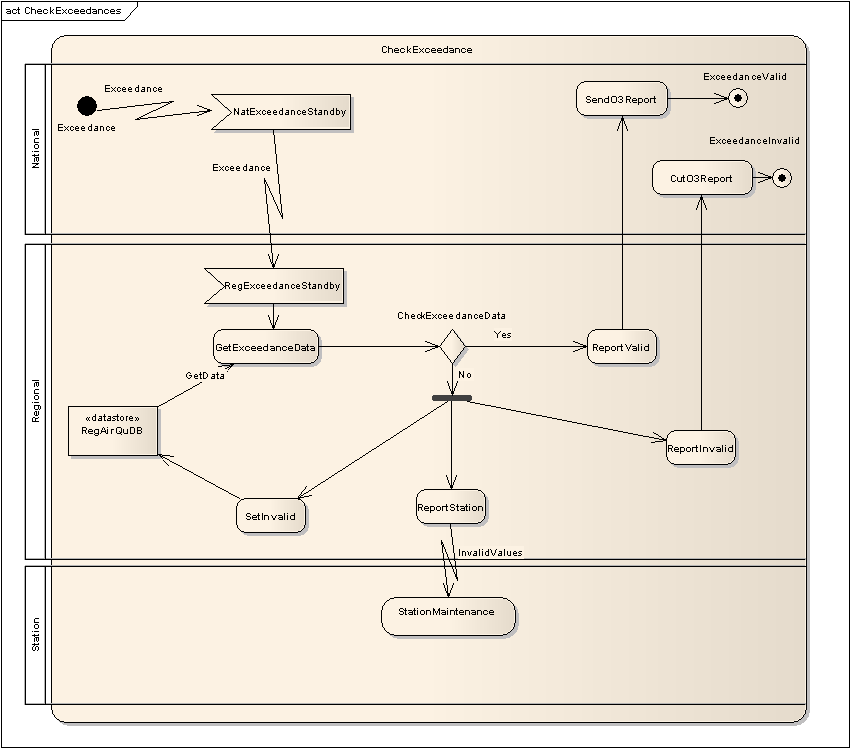 act CheckExceedances
CheckExceedance
National
Exceedance
Exceedance
NatExceedanceStandby
SendO3Report
ExceedanceValid
ExceedanceInvalid
CutO3Report
Exceedance
Regional
RegExceedanceStandby
CheckExceedanceData
GetExceedanceData
Yes
ReportValid
GetData
No
«datastore»
RegAirQuDB
ReportInvalid
SetInvalid
ReportStation
InvalidValues
Station
StationMaintenance